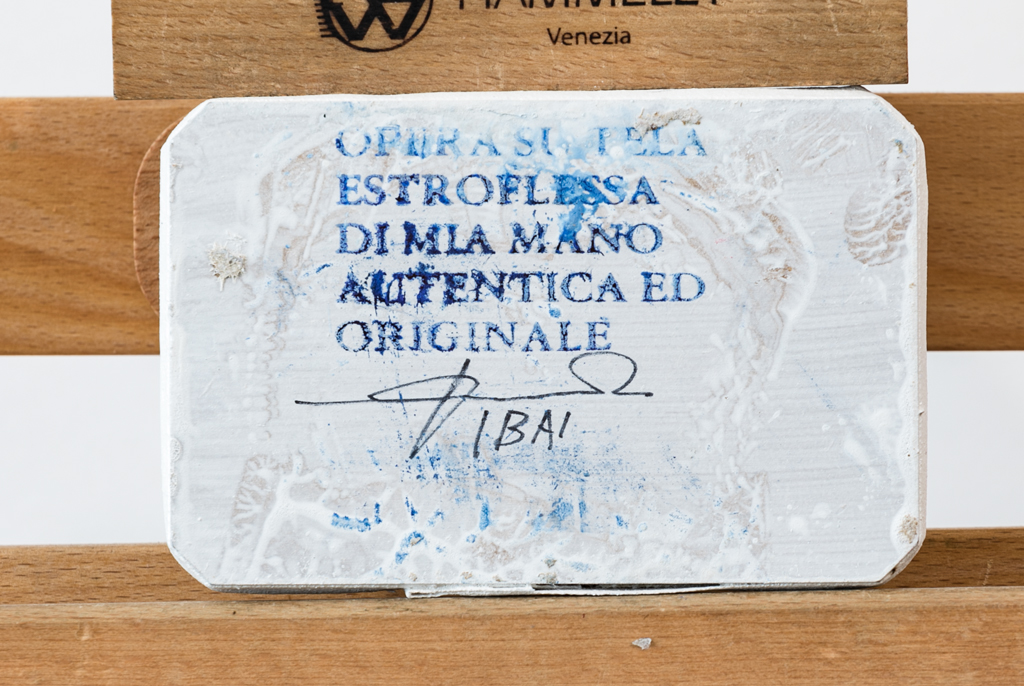 Venezia
OPERA SU TELA
ESTROFLESSA
DI MIA MANO
AUTENTICA ED
ORIGINALE
IBAI